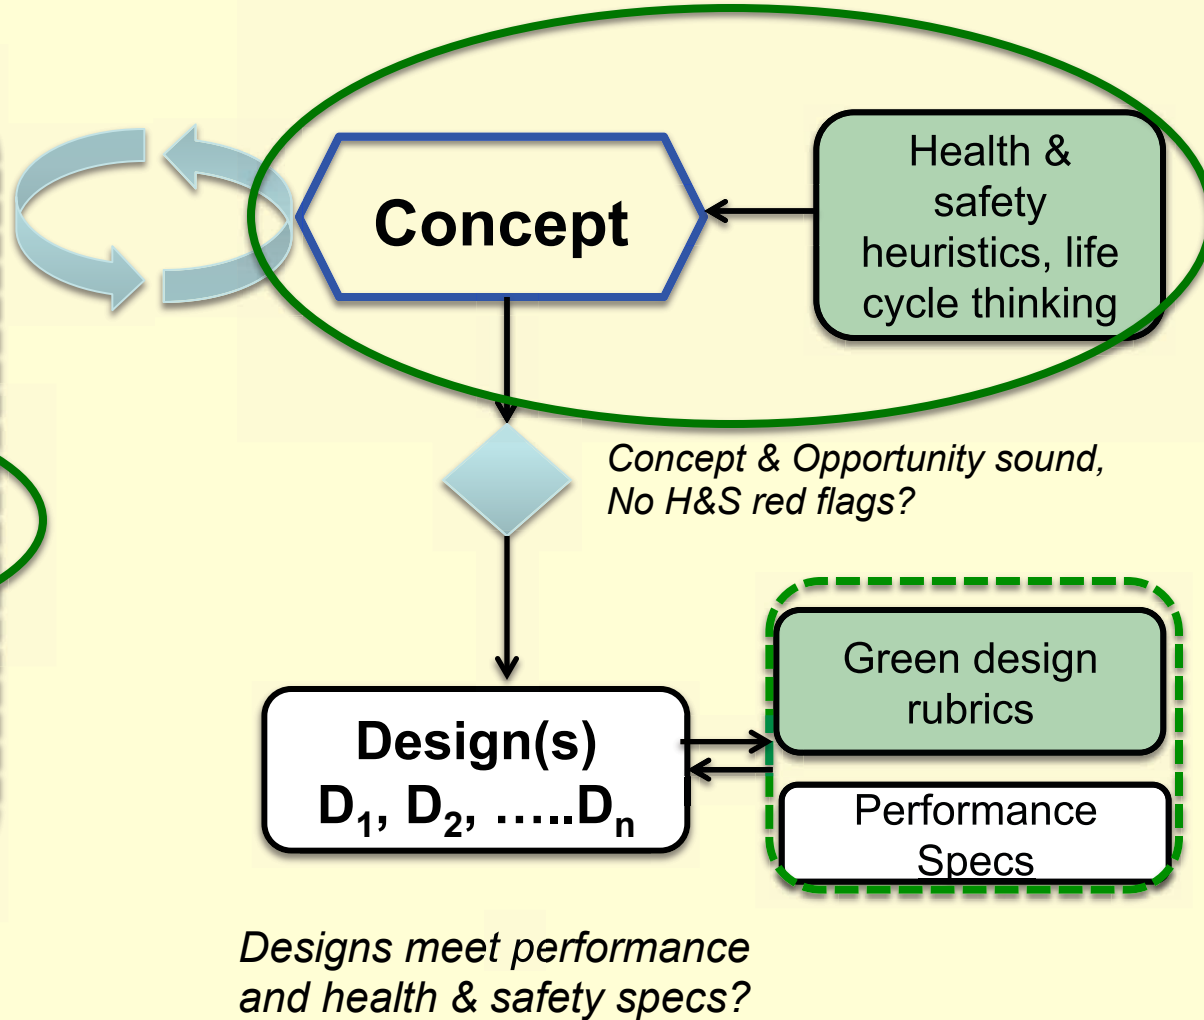 Concept
Health &
safety
heuristics, life
cycle thinking
Concept & Opportunity sound,
No H&S red flags?
Green design
rubrics
Design(s)
D₁, D₂, …..Dₙ
Performance
Specs
Designs meet performance
and health & safety specs?